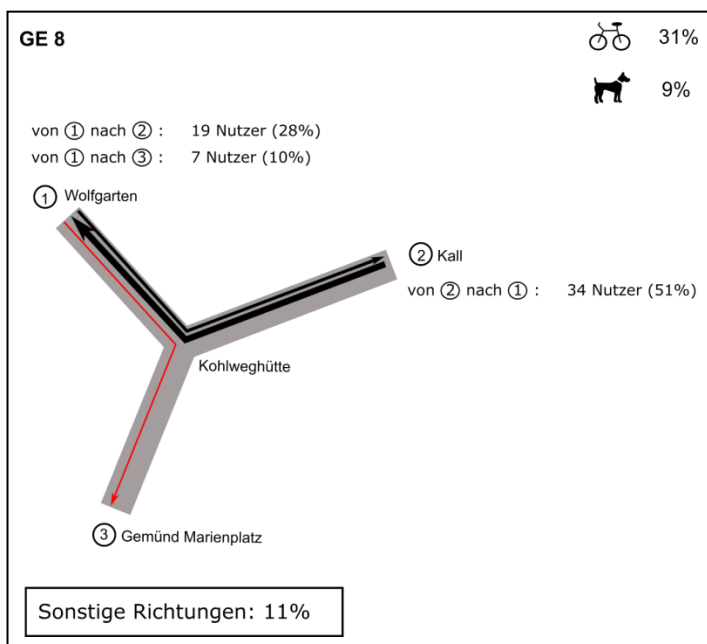 GE 8
31%
9%
von ① nach ② : 19 Nutzer (28%)
von ① nach ③ : 7 Nutzer (10%)
① Wolfgarten
② Kall
von ② nach ① : 34 Nutzer (51%)
Kohlweghütte
③ Gemünd Marienplatz
Sonstige Richtungen: 11%